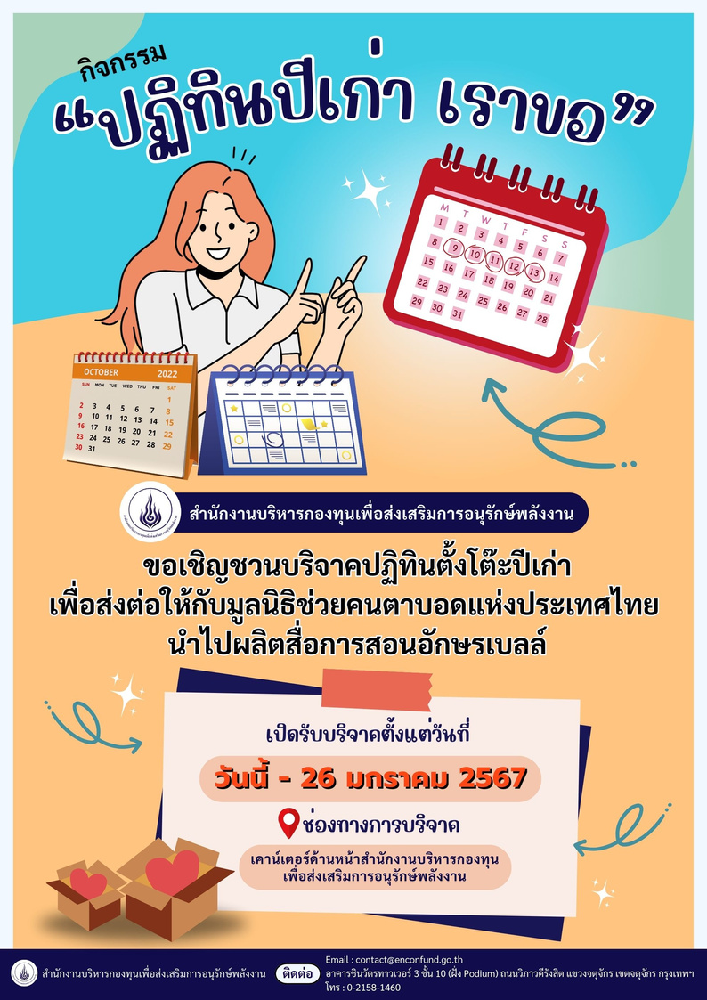 กิจกรรม
“ปฏิทินปีเก่า เราขอ”
M T W T F S S
1 2 3 4 5 6 7
8 9 10 11 12 13 14
15 16 17 18 19 20 21
22 23 24 25 26 27 28
29 30 31
OCTOBER 2022
SUN MON TUE WED THU FRI SAT
1
2 3 4 5 6 7 8
9 10 11 12 13 14 15
16 17 18 19 20 21 22
23 24 25 26 27 28 29
30 31
สำนักงานบริหารกองทุนเพื่อส่งเสริมการอนุรักษ์พลังงาน
ขอเชิญชวนบริจาคปฏิทินตั้งโต๊ะปีเก่า
เพื่อส่งต่อให้กับมูลนิธิช่วยคนตาบอดแห่งประเทศไทย
นำไปผลิตสื่อการสอนอักษรเบลล์
เปิดรับบริจาคตั้งแต่วันที่
วันนี้ - 26 มกราคม 2567
ช่องทางการบริจาค
เคาน์เตอร์ด้านหน้าสำนักงานบริหารกองทุน
เพื่อส่งเสริมการอนุรักษ์พลังงาน
สำนักงานบริหารกองทุนเพื่อส่งเสริมการอนุรักษ์พลังงาน
ติดต่อ
Email : contact@enconfund.go.th
อาคารชินวัตรทาวเวอร์ 3 ชั้น 10 (ฝั่ง Podium) ถนนวิภาวดีรังสิต แขวงจตุจักร เขตจตุจักร กรุงเทพฯ
โทร : 0-2158-1460